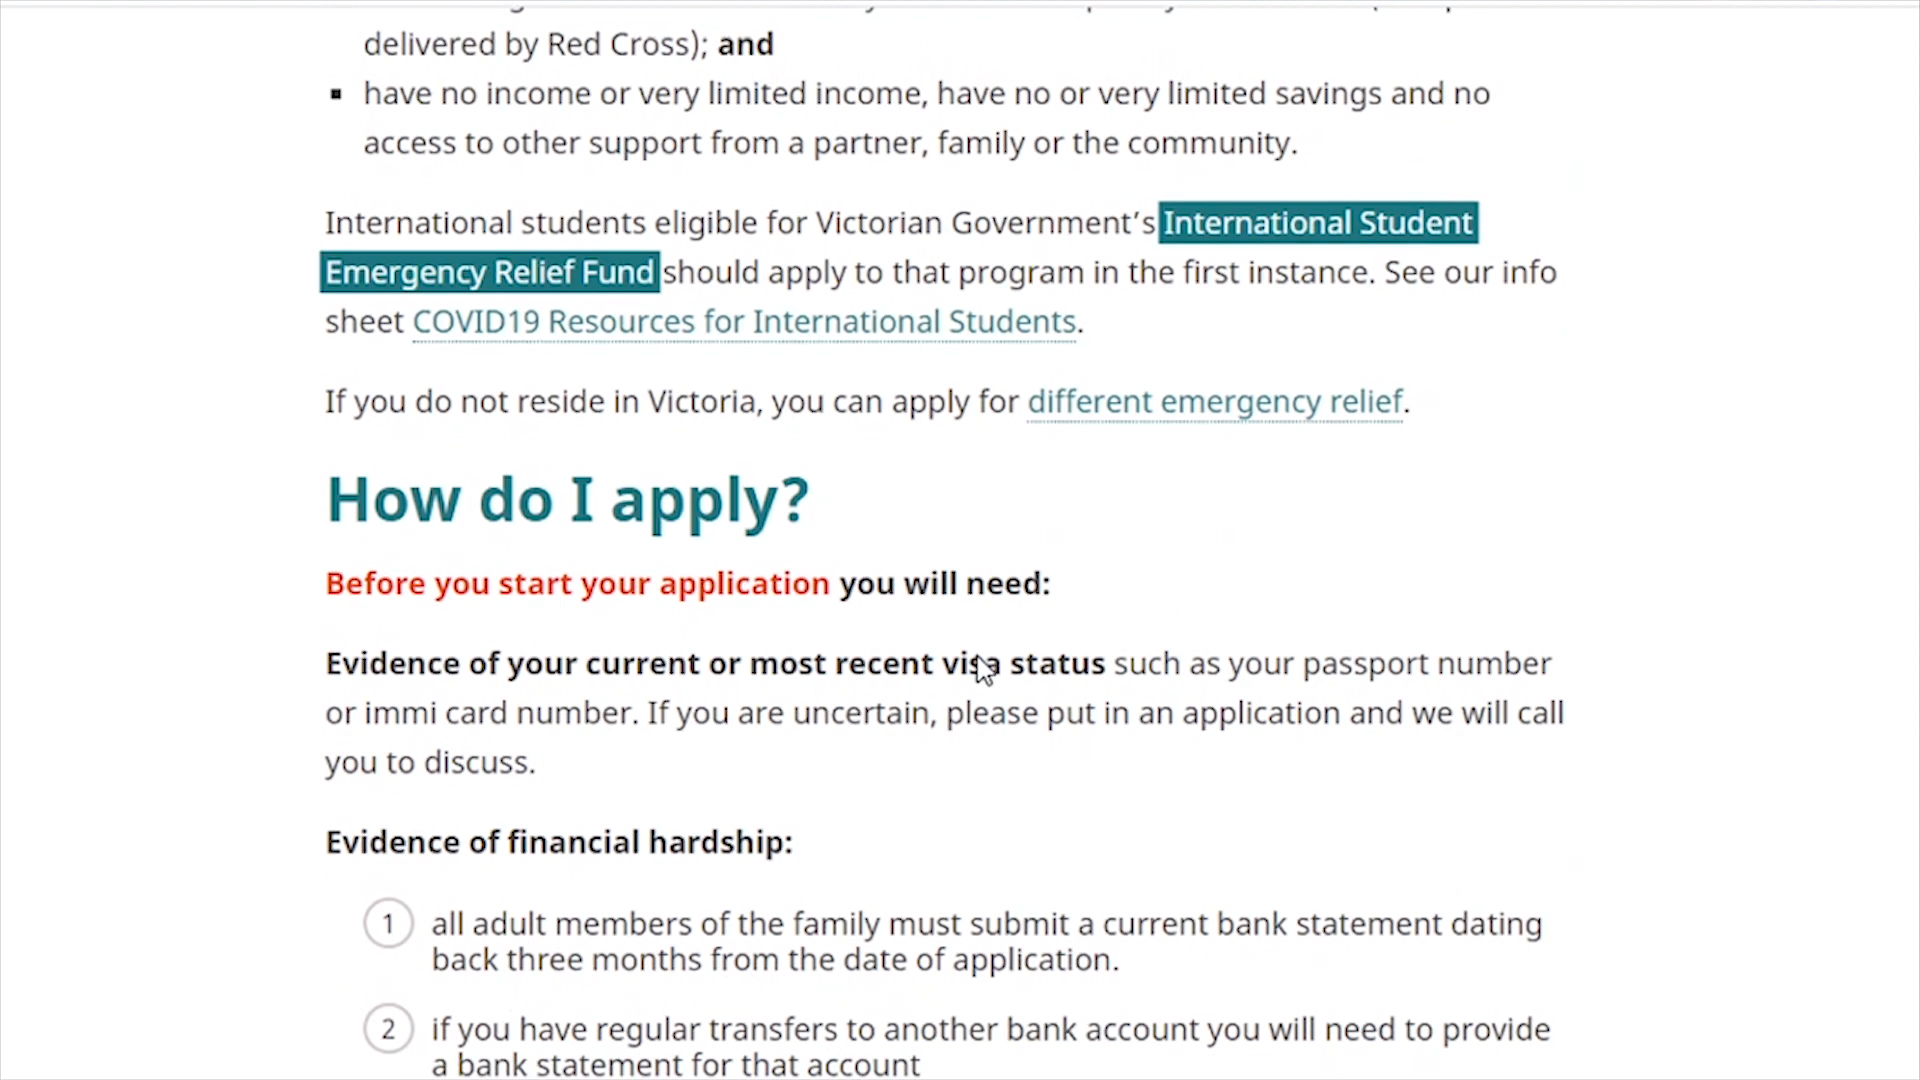 delivered by Red Cross); and
▪ have no income or very limited income, have no or very limited savings and no
access to other support from a partner, family or the community.
International students eligible for Victorian Government’s International Student
Emergency Relief Fund should apply to that program in the first instance. See our info
sheet COVID19 Resources for International Students.
If you do not reside in Victoria, you can apply for different emergency relief.
How do I apply?
Before you start your application you will need:
Evidence of your current or most recent visa status such as your passport number
or immi card number. If you are uncertain, please put in an application and we will call
you to discuss.
Evidence of financial hardship:
1 all adult members of the family must submit a current bank statement dating
back three months from the date of application.
2 if you have regular transfers to another bank account you will need to provide
a bank statement for that account